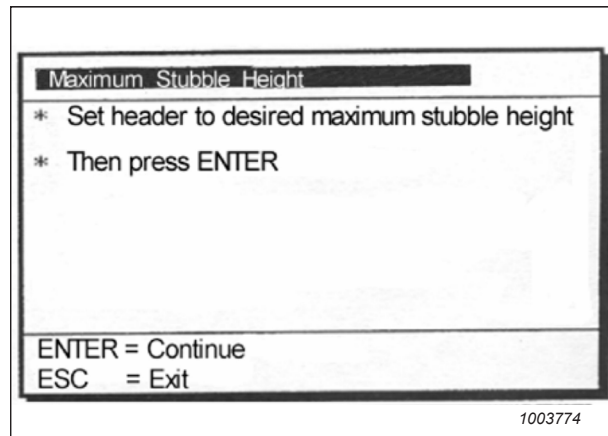 Maximum Stubble Height
* Set header to desired maximum stubble height
* Then press ENTER
ENTER = Continue
ESC = Exit
1003774